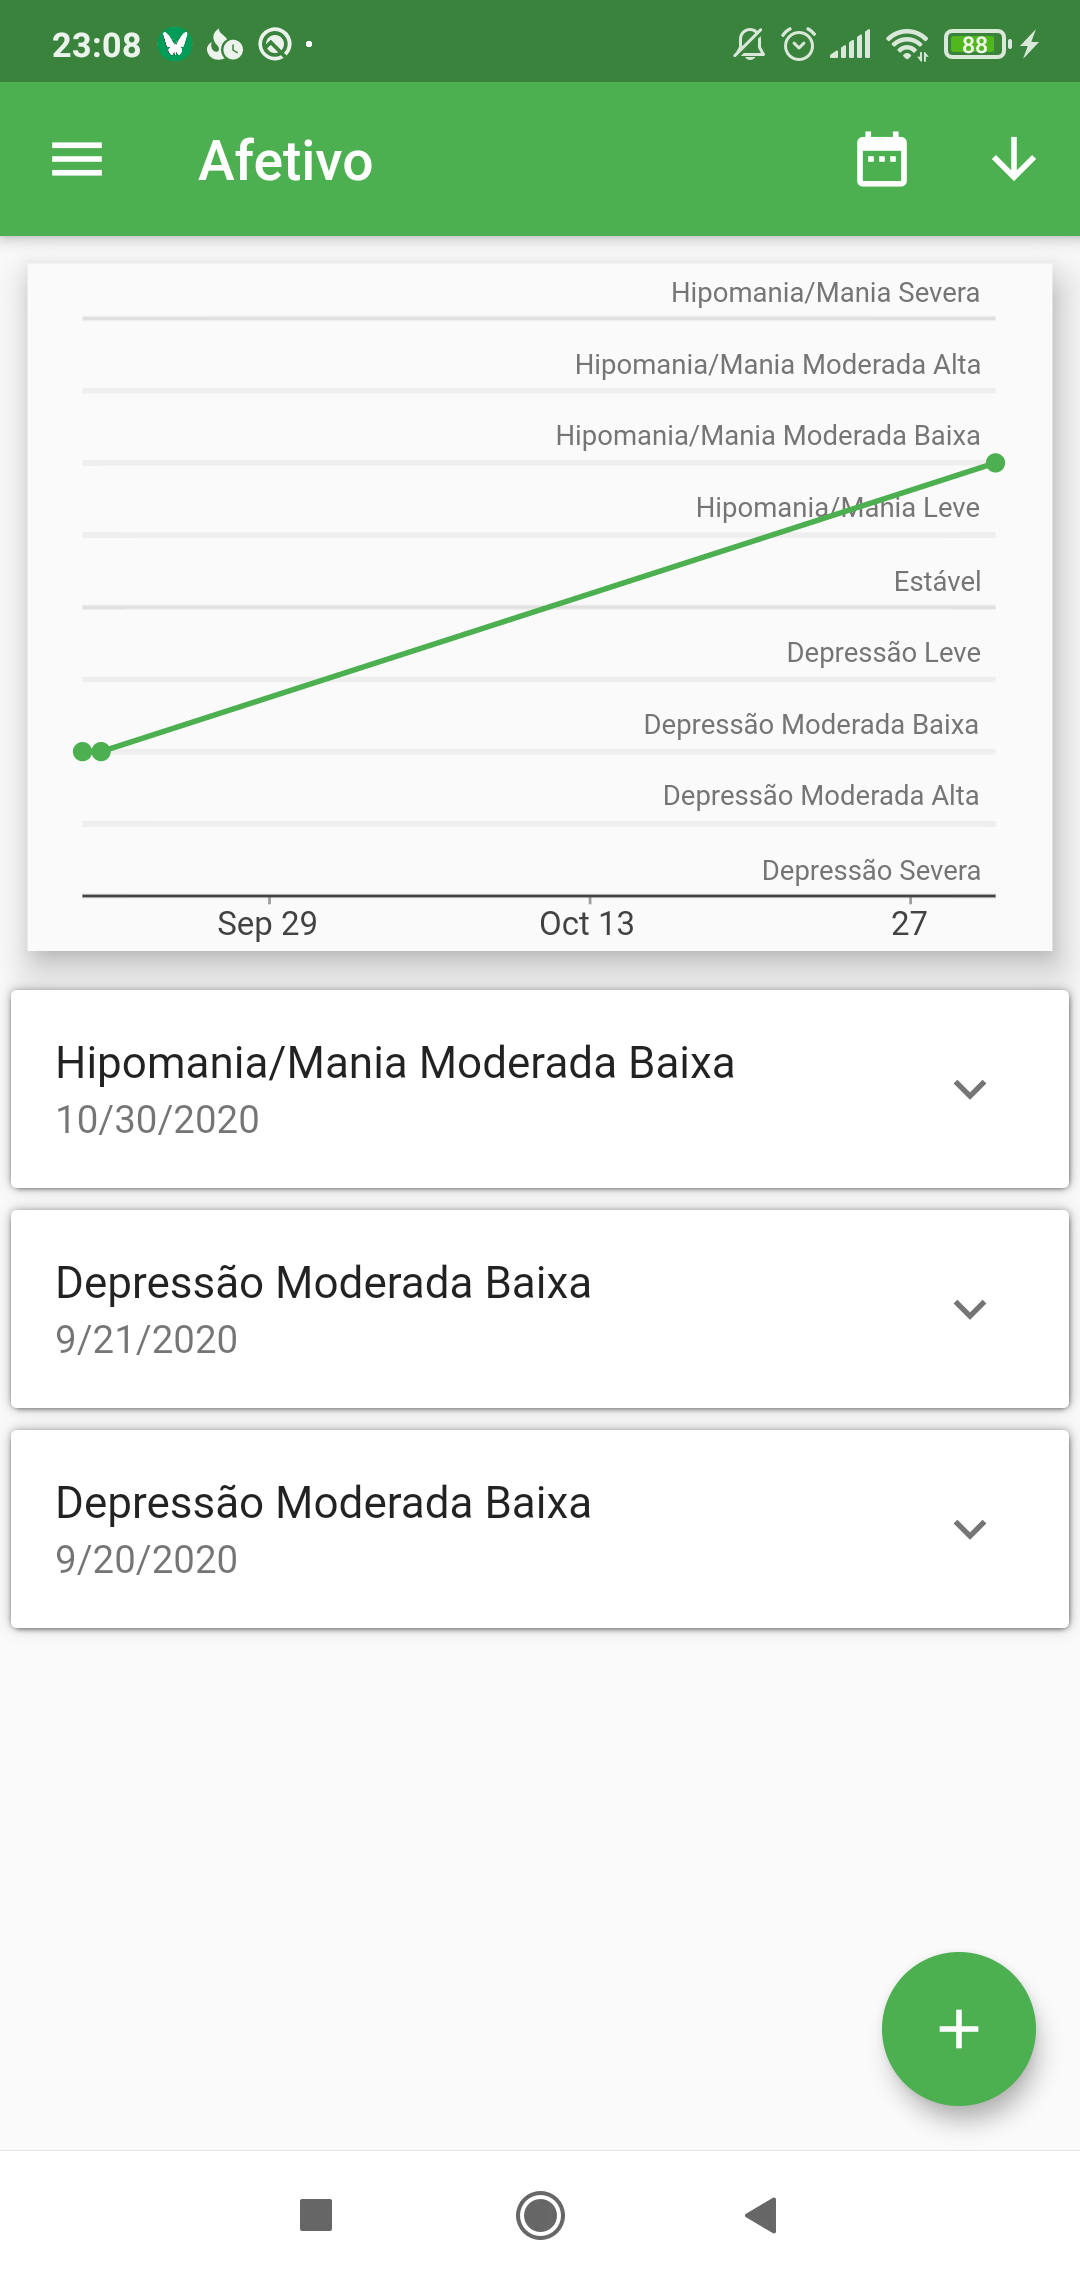 23:08
88
Afetivo
Hipomania/Mania Severa
Hipomania/Mania Moderada Alta
Hipomania/Mania Moderada Baixa
Hipomania/Mania Leve
Estável
Depressão Leve
Depressão Moderada Baixa
Depressão Moderada Alta
Depressão Severa
Sep 29 Oct 13 27
Hipomania/Mania Moderada Baixa
10/30/2020
Depressão Moderada Baixa
9/21/2020
Depressão Moderada Baixa
9/20/2020